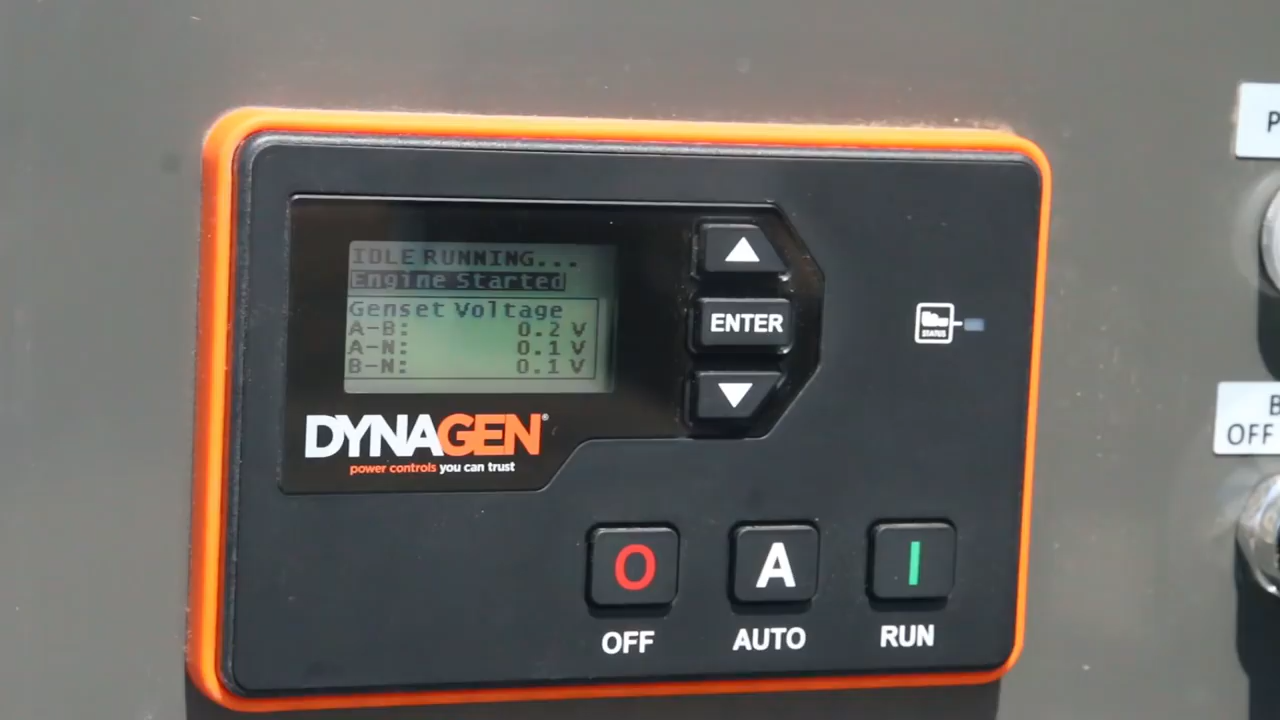 IDLE RUNNING...
Engine Started
Genset Voltage
A-B: 0.2 V
A-N: 0.1 V
B-N: 0.1 V
ENTER
STATUS
DYNAGEN®
power controls you can trust
O
A
I
OFF
AUTO
RUN
P
B
OFF